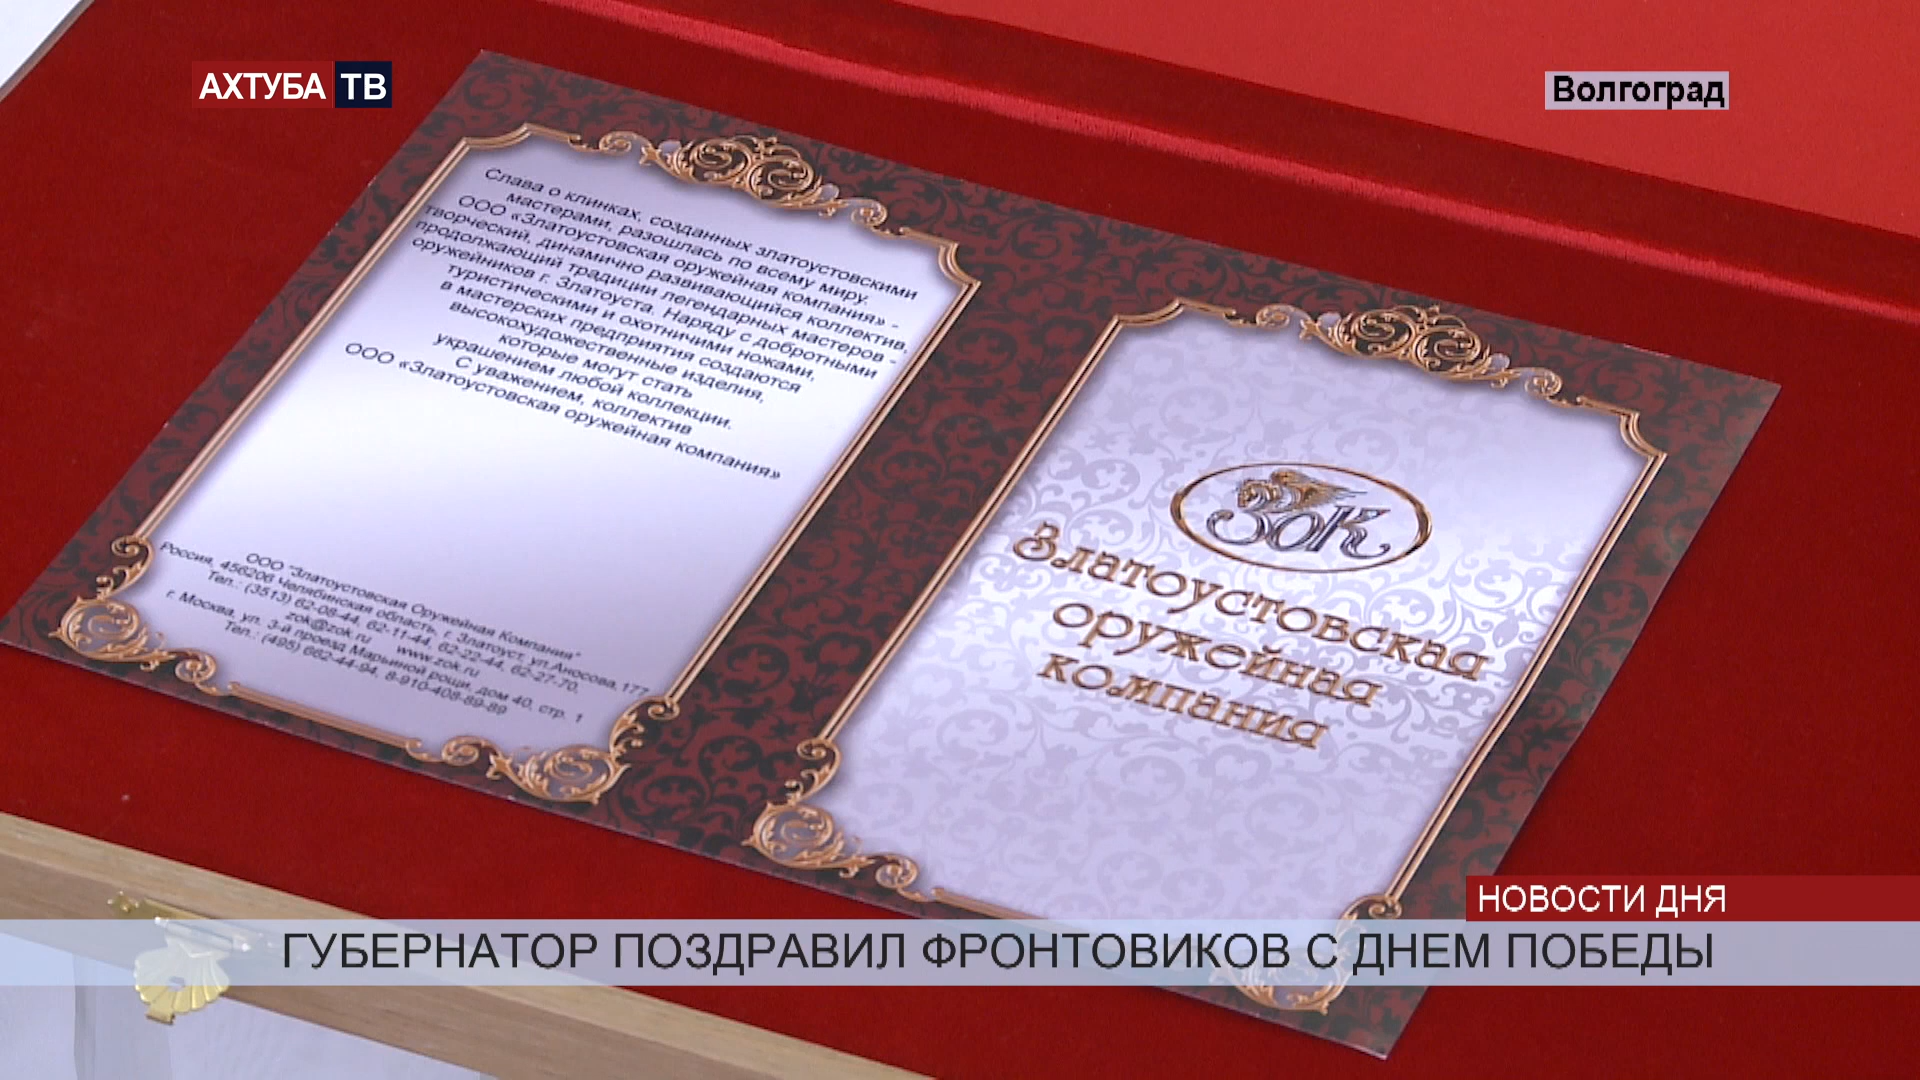 АХТУБА ТВ
Волгоград
Слава о клинках, созданных златоустовскими
мастерами, разошлась по всему миру.
ООО «Златоустовская оружейная компания» -
творческий, динамично развивающийся коллектив,
продолжающий традиции легендарных мастеров -
оружейников г. Златоуста. Наряду с добротными
туристическими и охотничими ножами,
в мастерских предприятия создаются
высокохудожественные изделия,
которые могут стать
украшением любой коллекции.
С уважением, коллектив
ООО «Златоустовская оружейная компания»
ООО "Златоустовская Оружейная Компания"
Россия, 456206 Челябинская область, г. Златоуст, ул.Аносова,177
Тел.: (3513) 62-08-44, 62-11-44, 62-22-44, 62-27-70,
zok@zok.ru www.zok.ru
г. Москва, ул. 3-й проезд Марьиной рощи, дом 40, стр. 1
Тел.: (495) 662-44-94, 8-910-408-89-89
ЗОК
Златоустовская
оружейная
компания
НОВОСТИ ДНЯ
ГУБЕРНАТОР ПОЗДРАВИЛ ФРОНТОВИКОВ С ДНЕМ ПОБЕДЫ